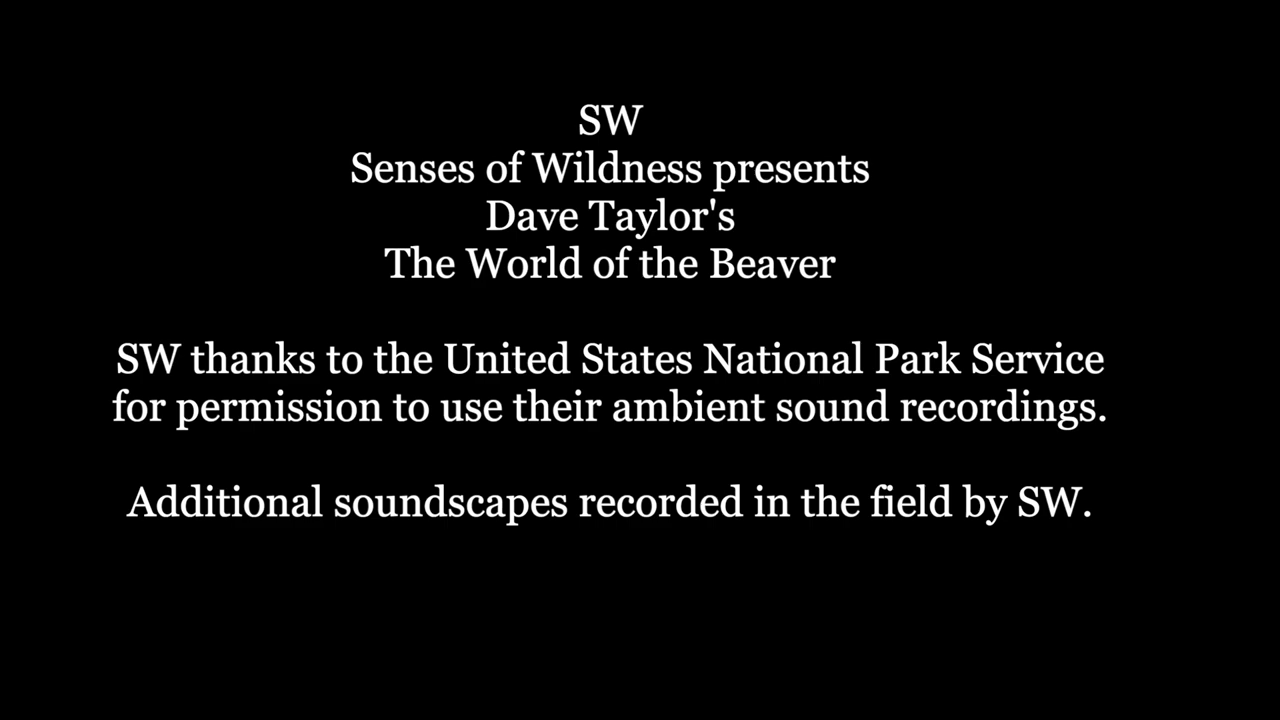 SW
Senses of Wildness presents
Dave Taylor's
The World of the Beaver
SW thanks to the United States National Park Service
for permission to use their ambient sound recordings.
Additional soundscapes recorded in the field by SW.